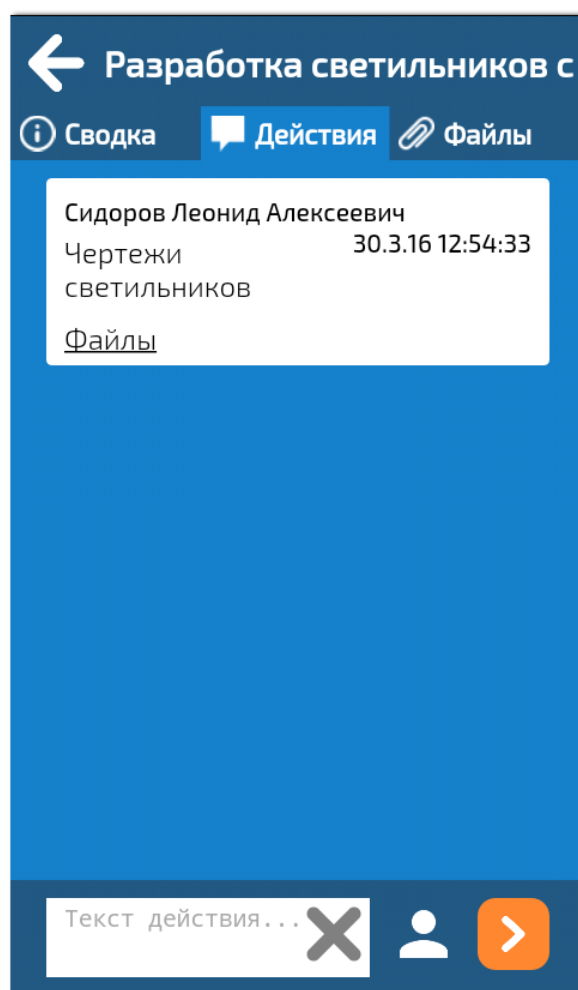 Разработка светильников с
Сводка
Действия
Файлы
Сидоров Леонид Алексеевич
30.3.16 12:54:33
Чертежи
светильников
Файлы
Текст действия...